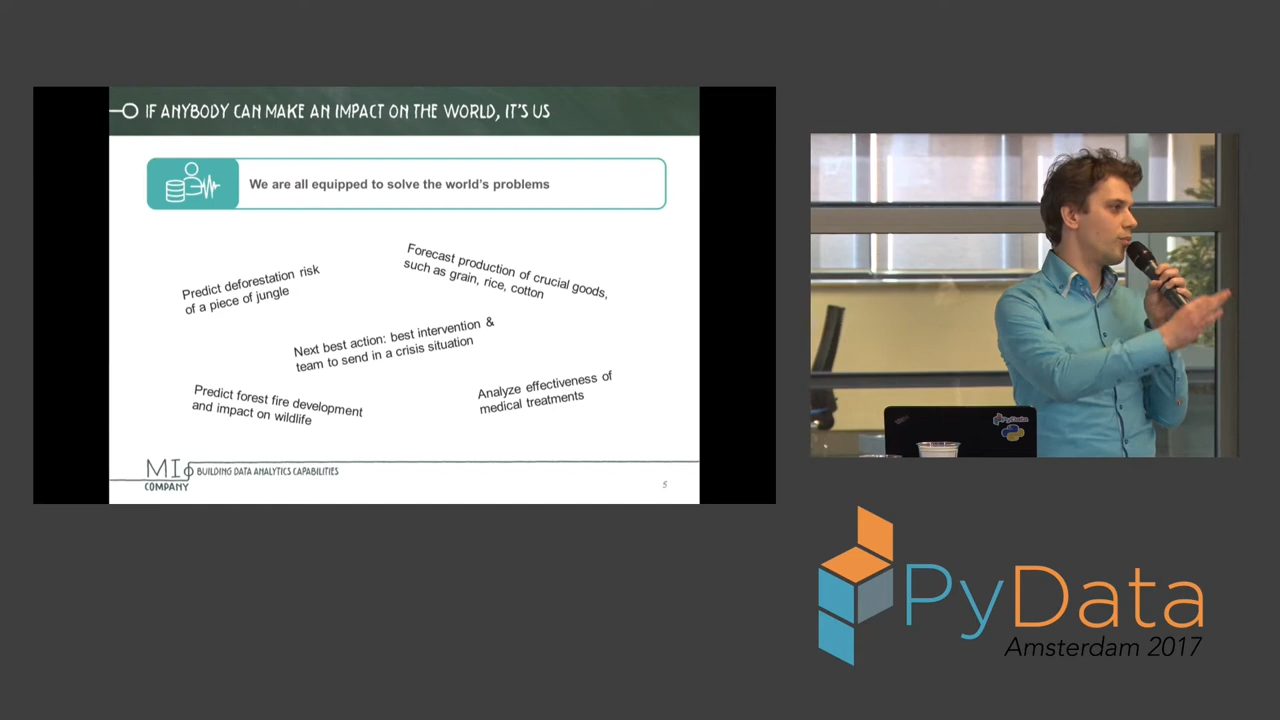 IF ANYBODY CAN MAKE AN IMPACT ON THE WORLD, IT'S US
We are all equipped to solve the world's problems
Predict deforestation risk
of a piece of jungle
Forecast production of crucial goods,
such as grain, rice, cotton
Next best action: best intervention &
team to send in a crisis situation
Predict forest fire development
and impact on wildlife
Analyze effectiveness of
medical treatments
MI
COMPANY
BUILDING DATA ANALYTICS CAPABILITIES
5
PyData
PyData
Amsterdam 2017